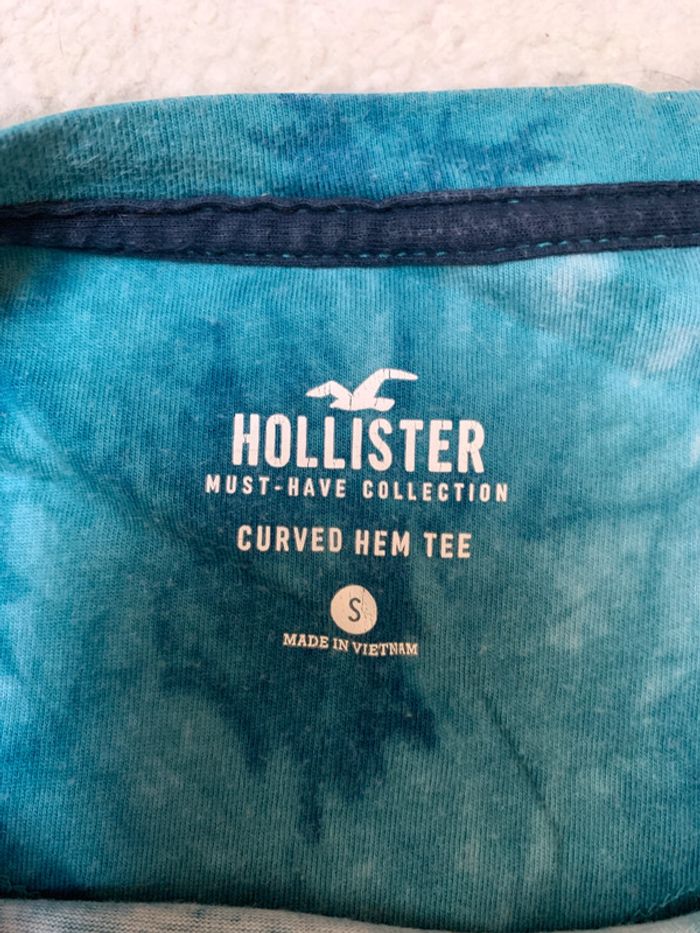 HOLLISTER
MUST-HAVE COLLECTION
CURVED HEM TEE
S
MADE IN VIETNAM